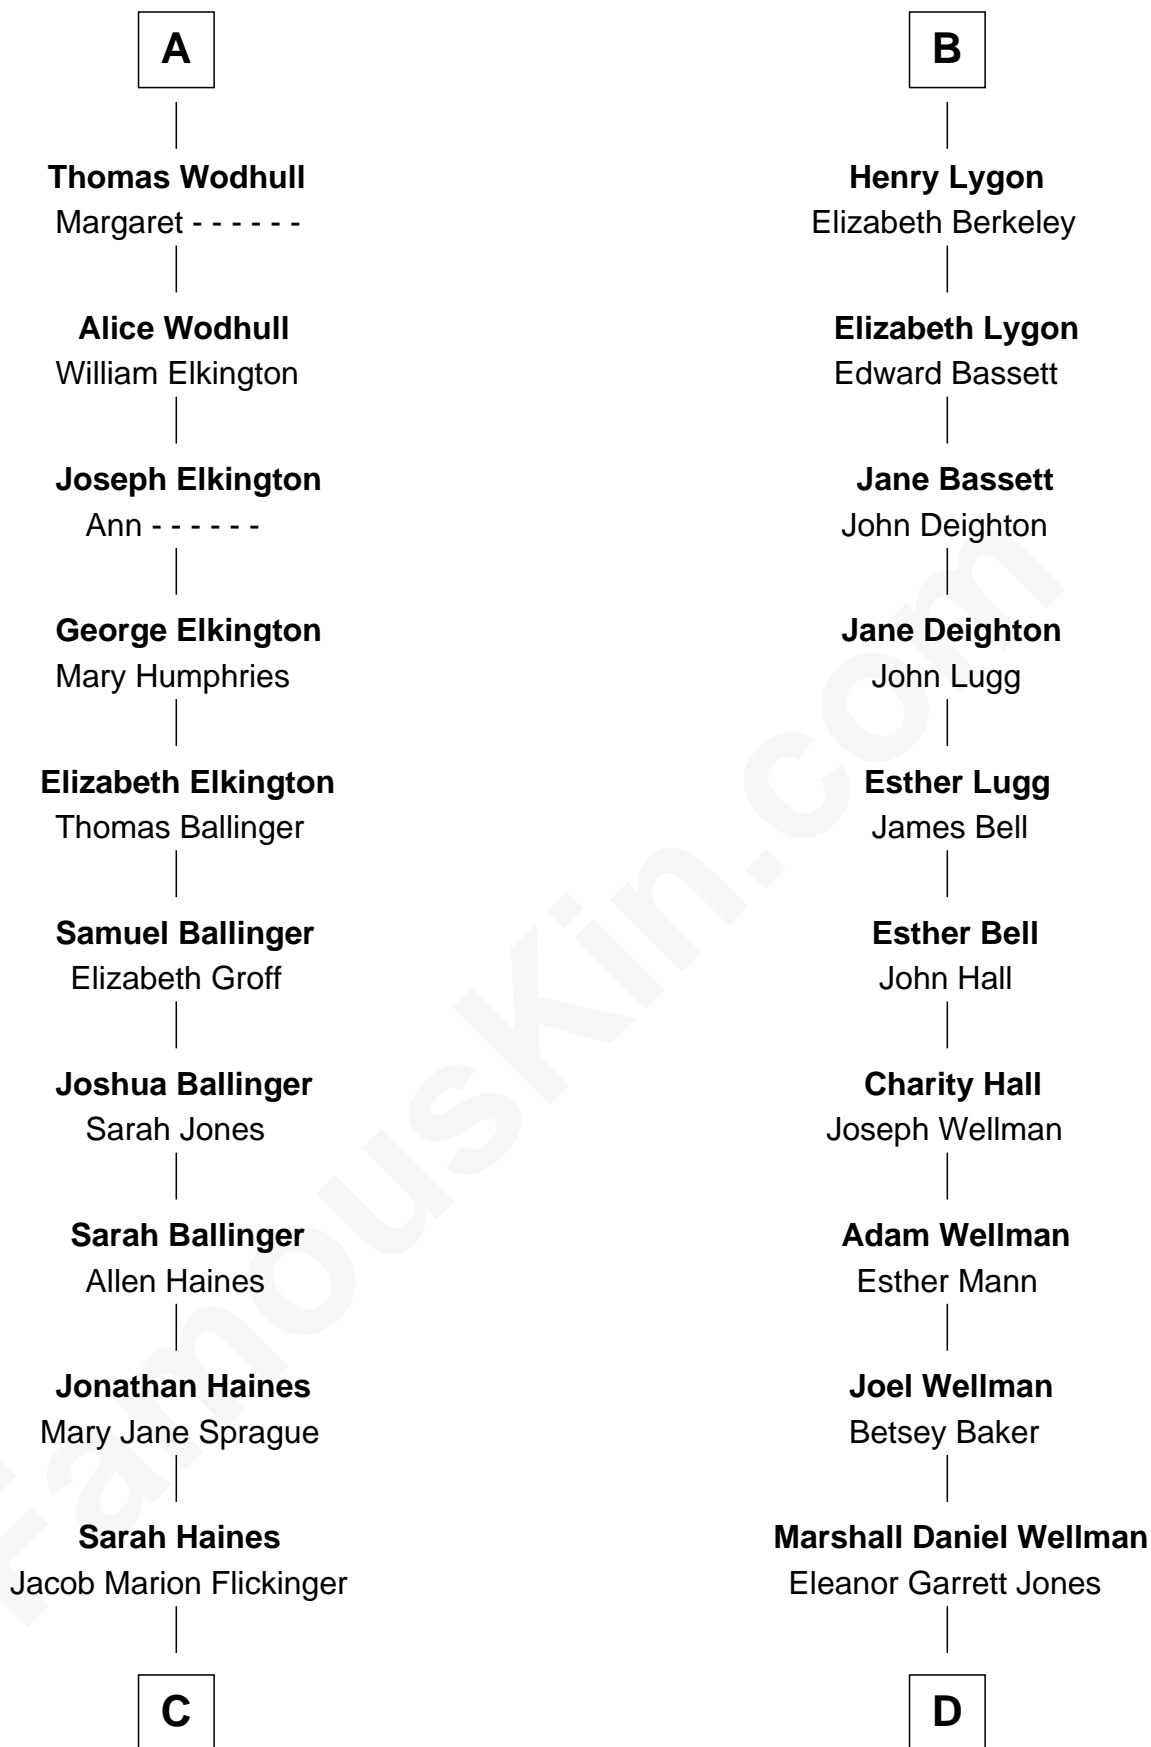 A
Thomas Wodhull
Margaret - - - - - -
Alice Wodhull
William Elkington
Joseph Elkington
Ann - - - - - -
George Elkington
Mary Humphries
Elizabeth Elkington
Thomas Ballinger
Samuel Ballinger
Elizabeth Groff
Joshua Ballinger
Sarah Jones
Sarah Ballinger
Allen Haines
Jonathan Haines
Mary Jane Sprague
Sarah Haines
Jacob Marion Flickinger
C
B
Henry Lygon
Elizabeth Berkeley
Elizabeth Lygon
Edward Bassett
Jane Bassett
John Deighton
Jane Deighton
John Lugg
Esther Lugg
James Bell
Esther Bell
John Hall
Charity Hall
Joseph Wellman
Adam Wellman
Esther Mann
Joel Wellman
Betsey Baker
Marshall Daniel Wellman
Eleanor Garrett Jones
D
FamousKin.com